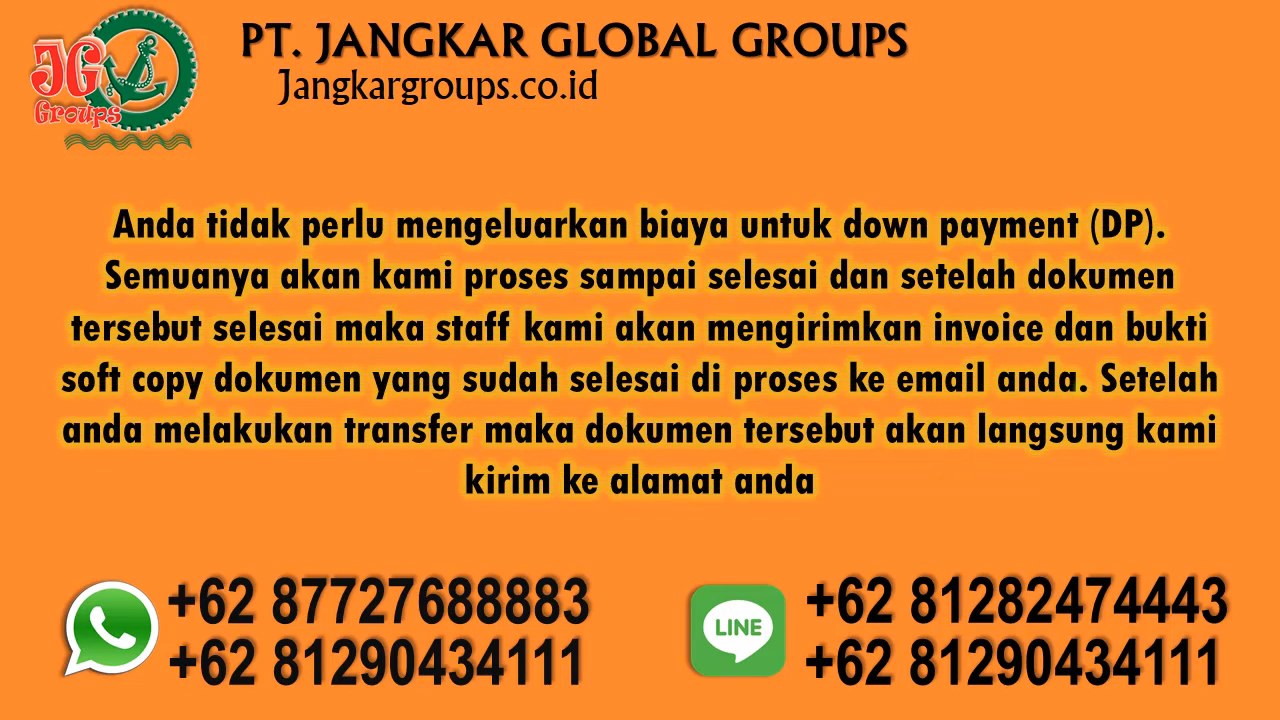 JG
Groups
PT. JANGKAR GLOBAL GROUPS
Jangkargroups.co.id
Anda tidak perlu mengeluarkan biaya untuk down payment (DP).
Semuanya akan kami proses sampai selesai dan setelah dokumen
tersebut selesai maka staff kami akan mengirimkan invoice dan bukti
soft copy dokumen yang sudah selesai di proses ke email anda. Setelah
anda melakukan transfer maka dokumen tersebut akan langsung kami
kirim ke alamat anda
+62 87727688883
+62 81290434111
LINE
+62 81282474443
+62 81290434111